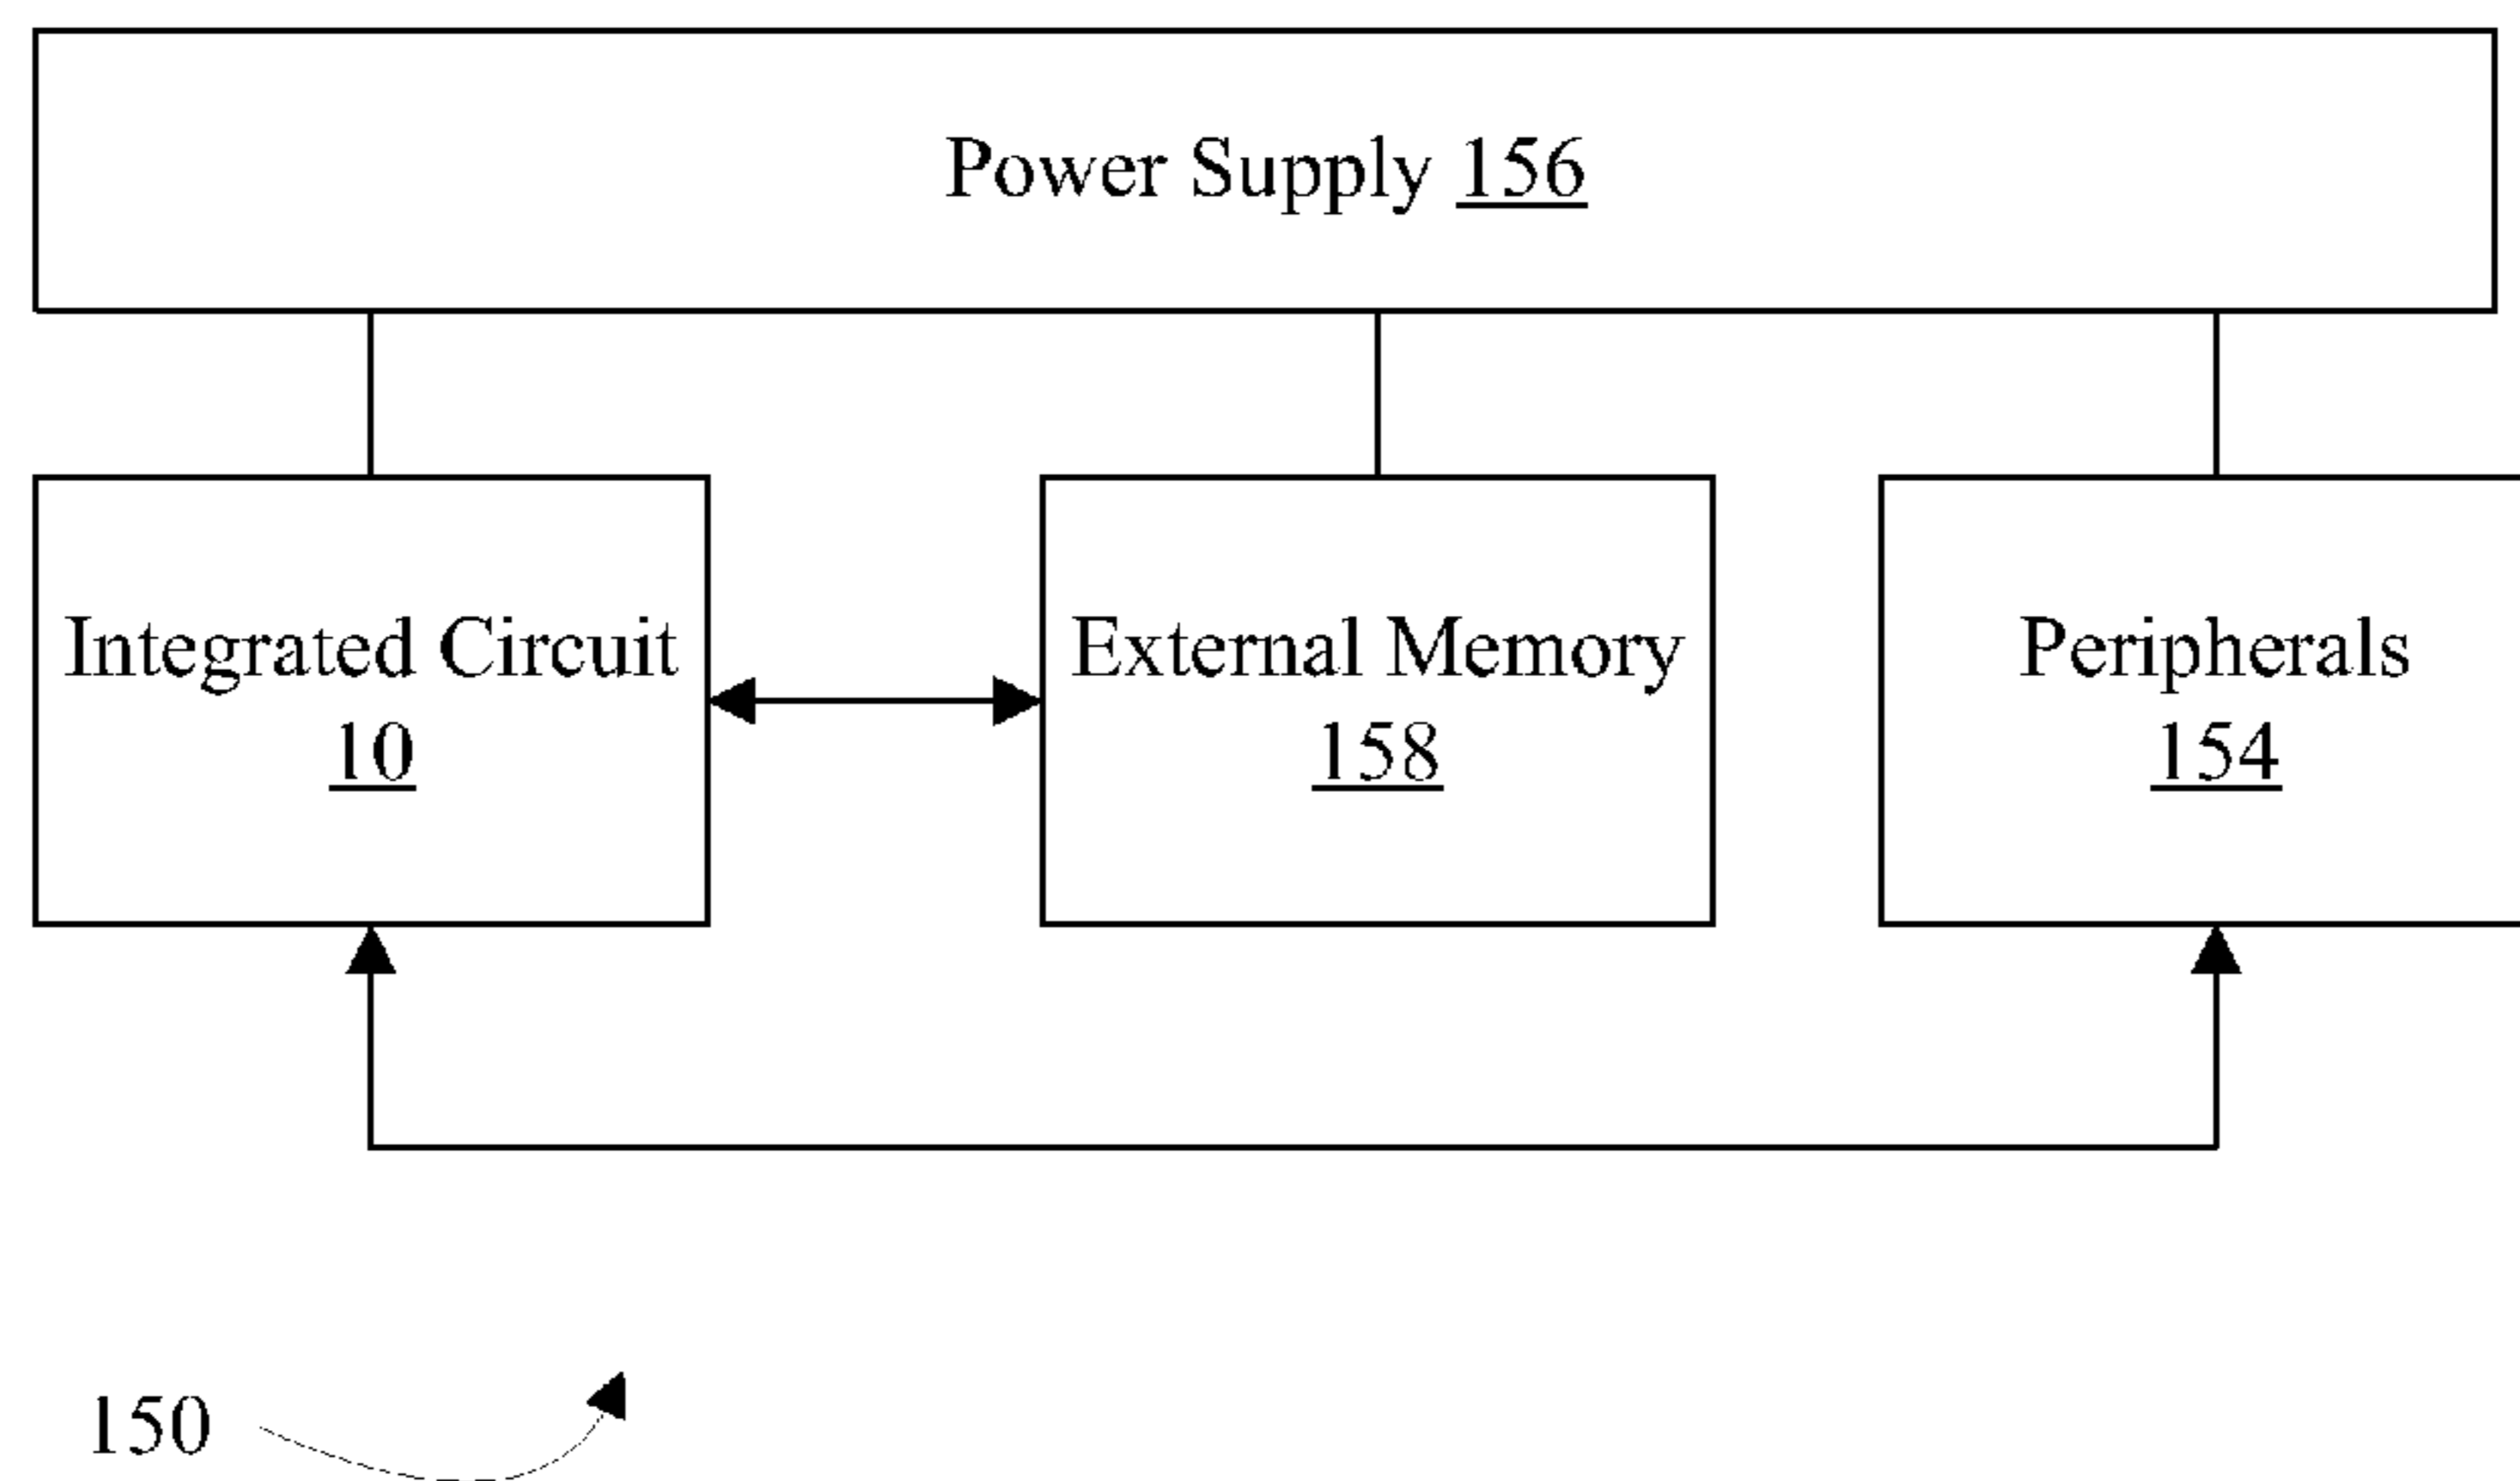 Power Supply 156
Integrated Circuit
10
External Memory
158
Peripherals
154
150